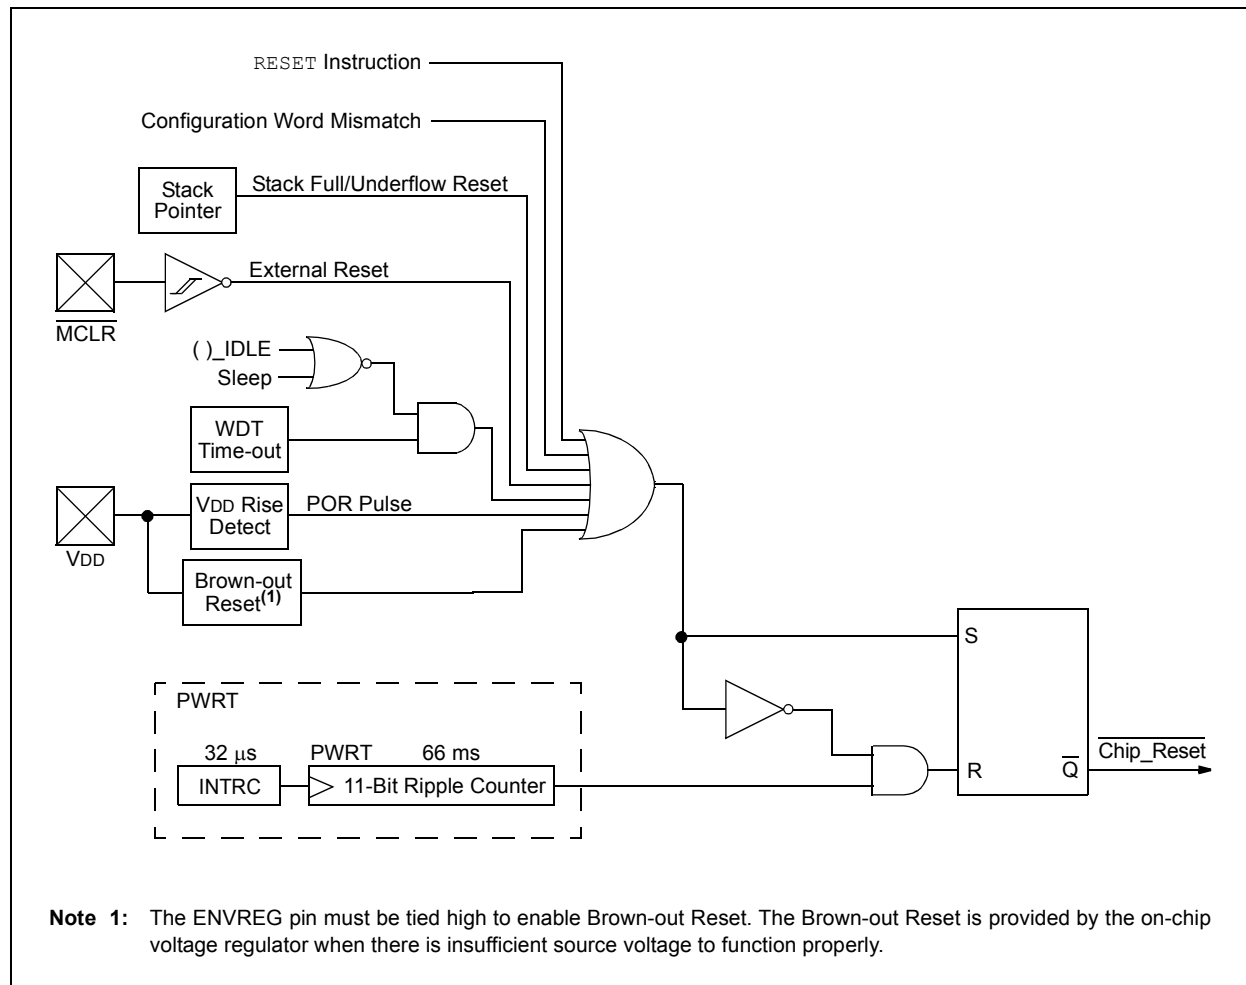 RESET Instruction
Configuration Word Mismatch
Stack
Pointer
Stack Full/Underflow Reset
External Reset
MCLR
( )_IDLE
Sleep
WDT
Time-out
VDD Rise
Detect
POR Pulse
VDD
Brown-out
Reset(1)
S
PWRT
32 μs
PWRT
66 ms
INTRC
11-Bit Ripple Counter
R
Q
Chip_Reset
Note 1: The ENVREG pin must be tied high to enable Brown-out Reset. The Brown-out Reset is provided by the on-chip
voltage regulator when there is insufficient source voltage to function properly.